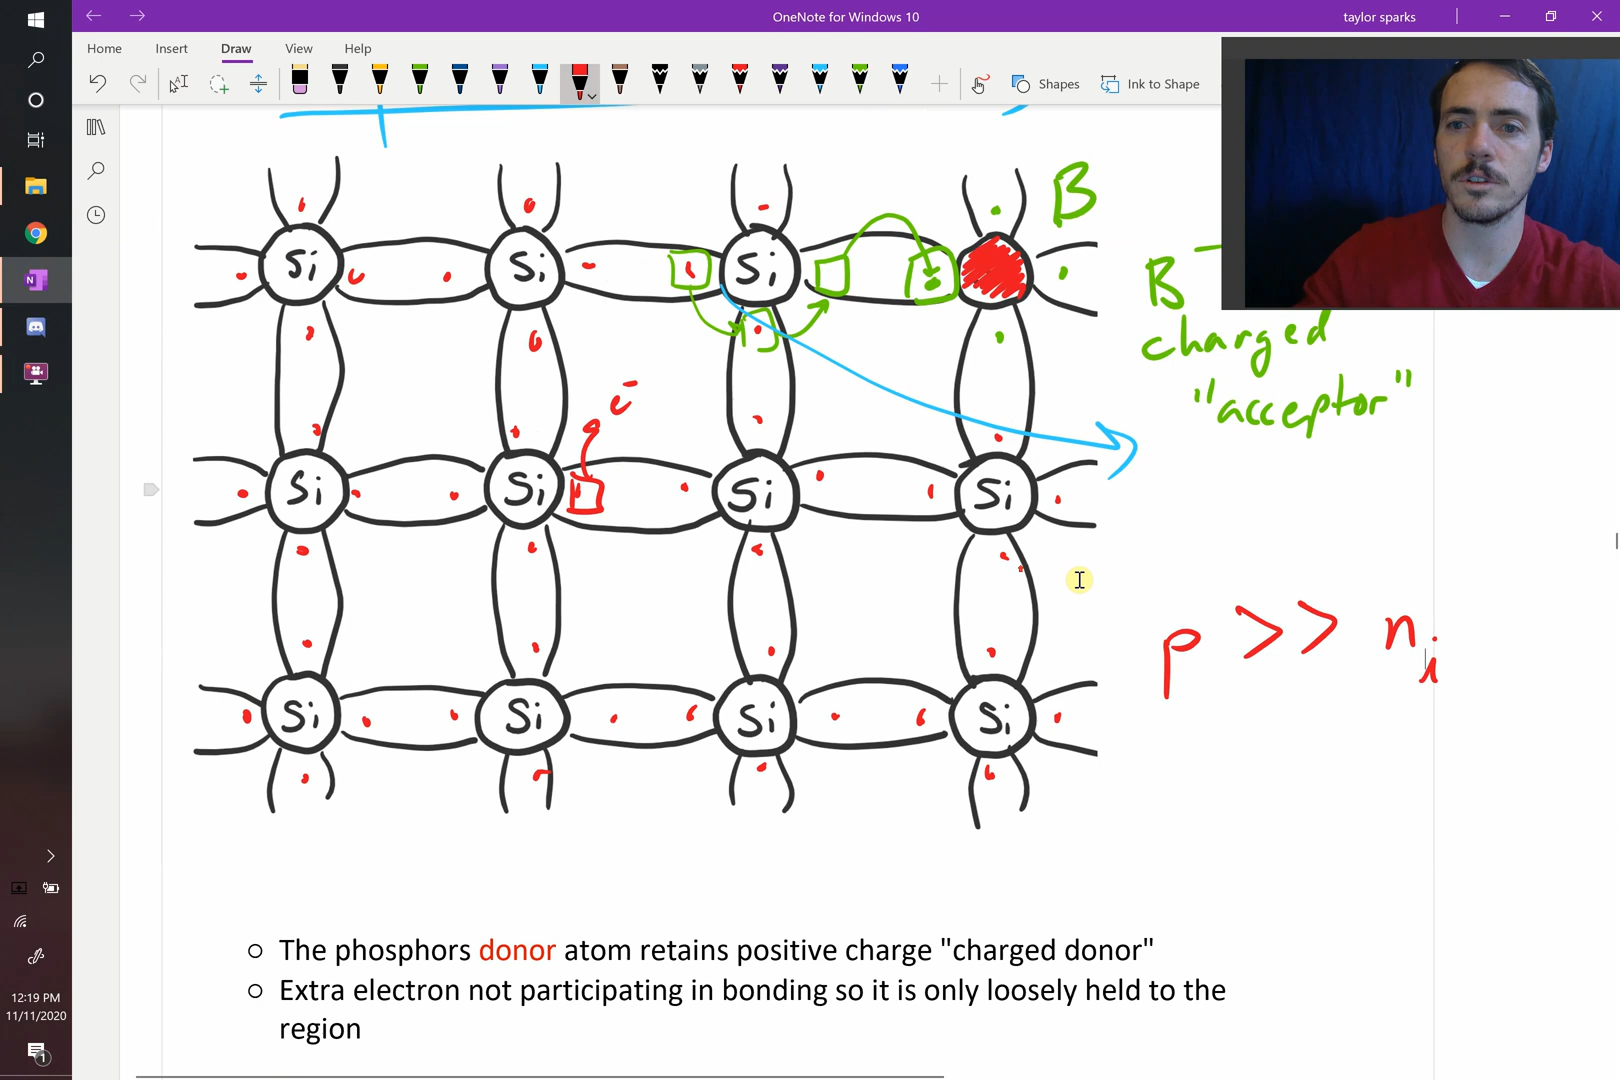 OneNote for Windows 10
taylor sparks
Home Insert Draw View Help
Shapes
Ink to Shape
B
B⁻
charged
"acceptor"
Si Si Si
e⁻
Si Si Si Si
p >> n i
Si Si Si Si
The phosphors donor atom retains positive charge "charged donor"
Extra electron not participating in bonding so it is only loosely held to the
region
12:19 PM
11/11/2020
1